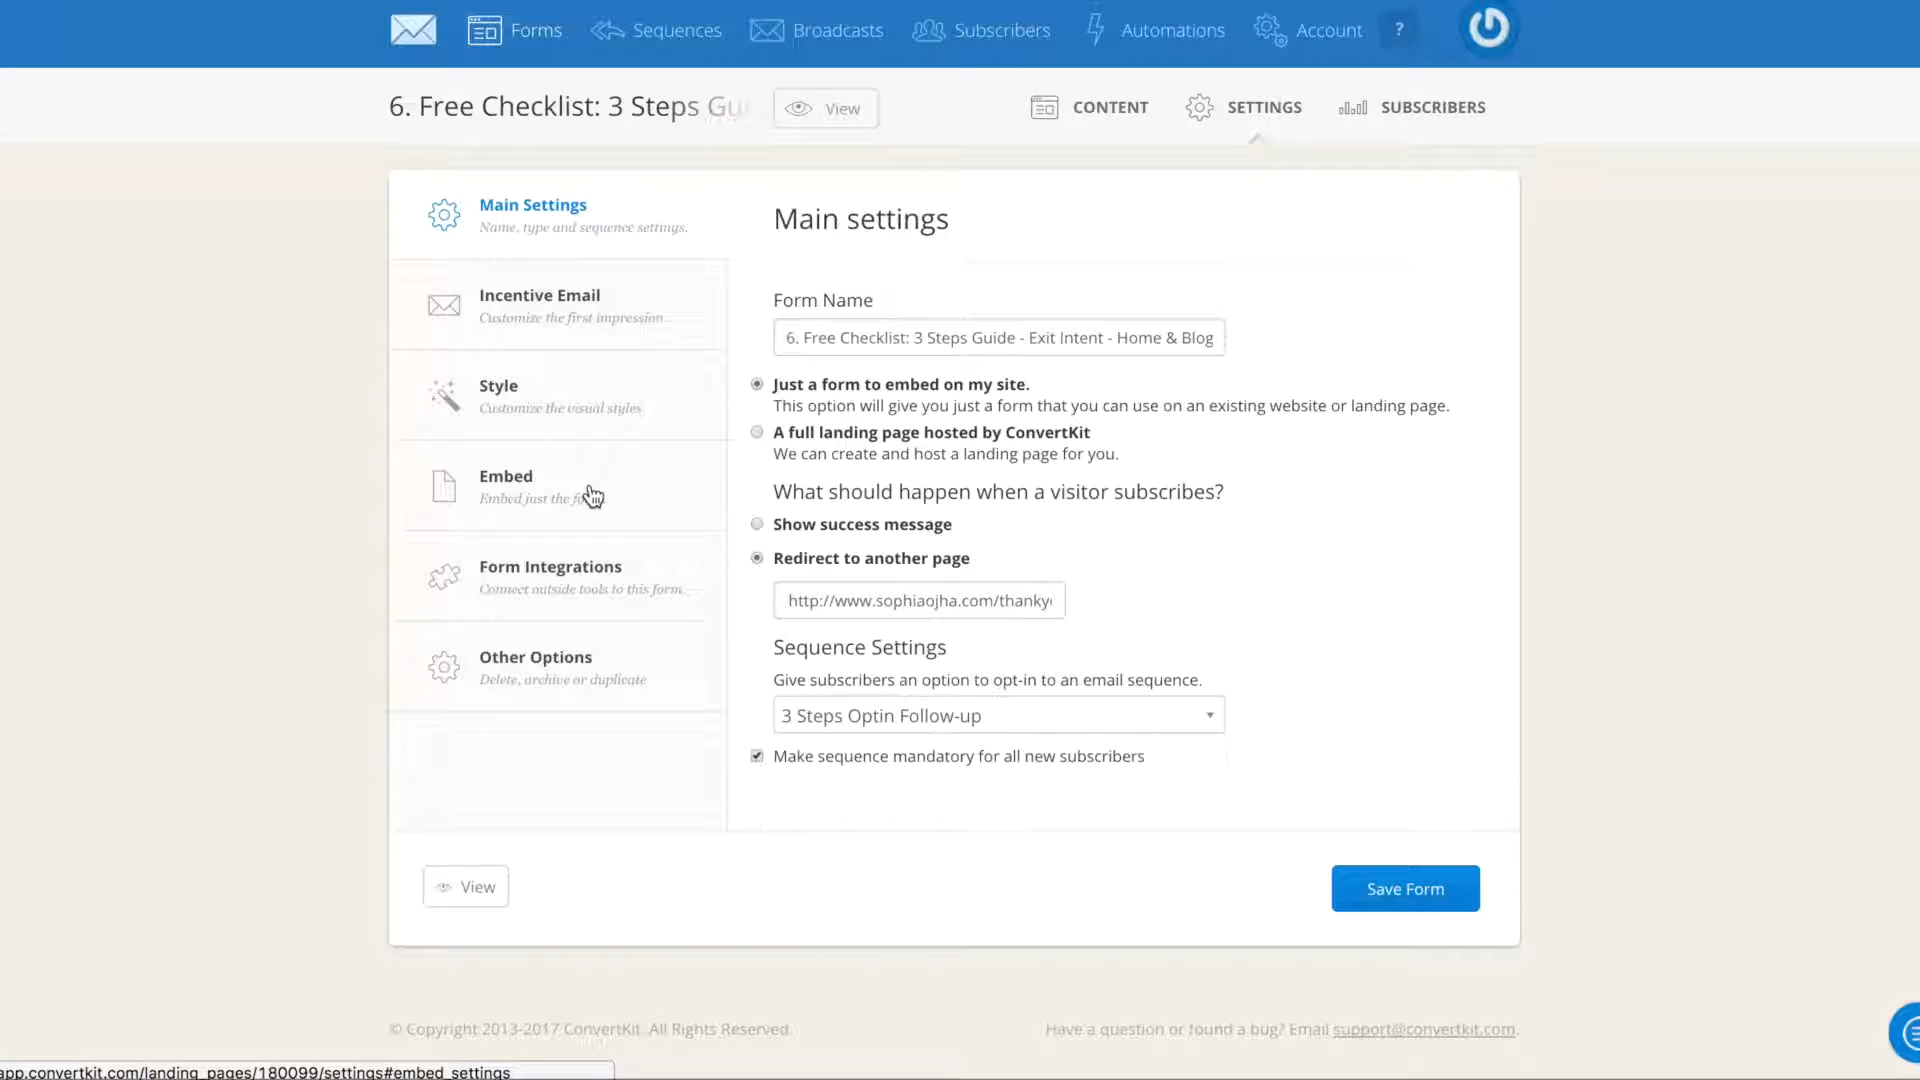 Forms Sequences Broadcasts Subscribers Automations Account ?
6. Free Checklist: 3 Steps View CONTENT SETTINGS SUBSCRIBERS
Main Settings
Name, type and sequence settings.
Incentive Email
Customize the first impression.
Style
Customize the visual styles
Embed
Embed just the
Form Integrations
Connect outside tools to this form.
Other Options
Delete, archive or duplicate
Main settings
Form Name
6. Free Checklist: 3 Steps Guide - Exit Intent - Home & Blog
Just a form to embed on my site.
This option will give you just a form that you can use on an existing website or landing page.
A full landing page hosted by ConvertKit
We can create and host a landing page for you.
What should happen when a visitor subscribes?
Show success message
Redirect to another page
http://www.sophiaojha.com/thanky
Sequence Settings
Give subscribers an option to opt-in to an email sequence.
3 Steps Optin Follow-up
Make sequence mandatory for all new subscribers
View Save Form
© Copyright 2013-2017 ConvertKit. All Rights Reserved. Have a question or found a bug? Email support@convertkit.com.
app.convertkit.com/landing_pages/180099/settings#embed_settings